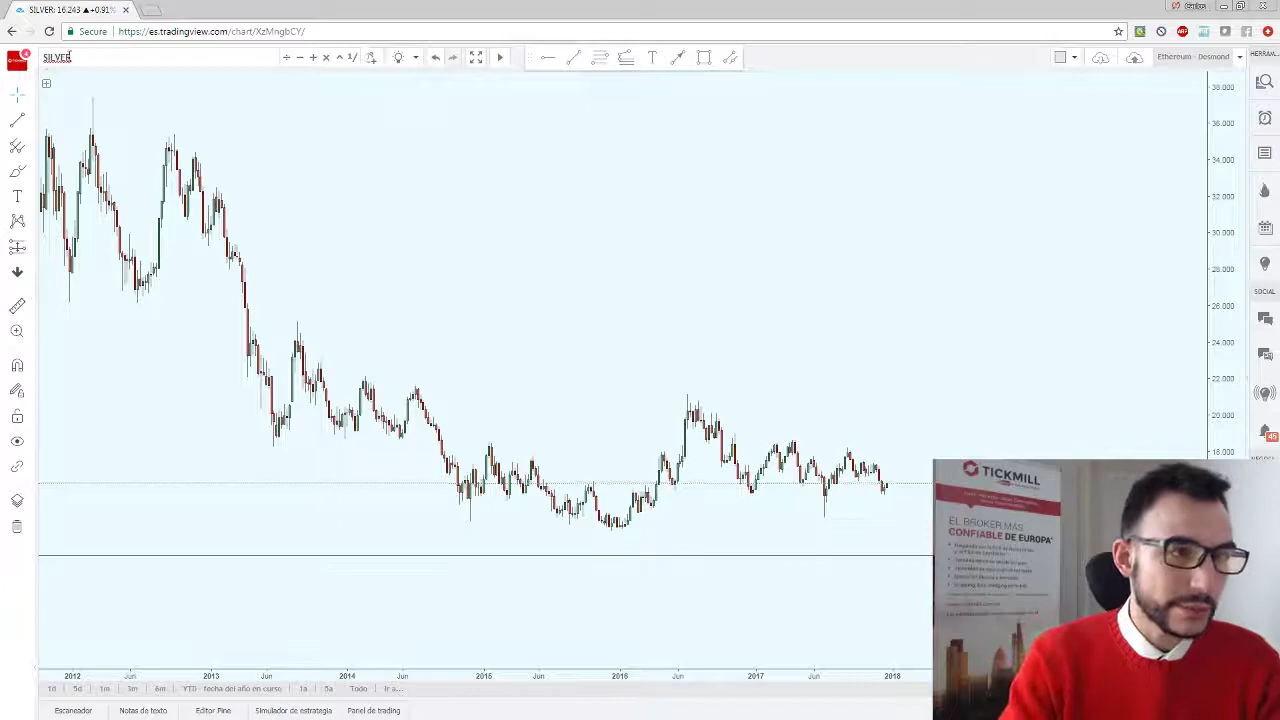 SILVER: 16.243 ▲+0.91%
Secure
https://es.tradingview.com/chart/XzMngbCY/
4
SILVER
Ethereum - Desmond
38.000
36.000
34.000
32.000
30.000
28.000
26.000
24.000
22.000
20.000
18.000
SOCIAL
45
TICKMILL
EL BROKER MÁS
CONFIABLE DE EUROPA*
2012
Jun
2013
Jun
2014
Jun
2015
Jun
2016
Jun
2017
Jun
2018
1d
5d
1m
3m
6m
YTD - fecha del año en curso
1a
5a
Todo
Ir a...
Escaneador
Notas de texto
Editor Pine
Simulador de estrategia
Panel de trading